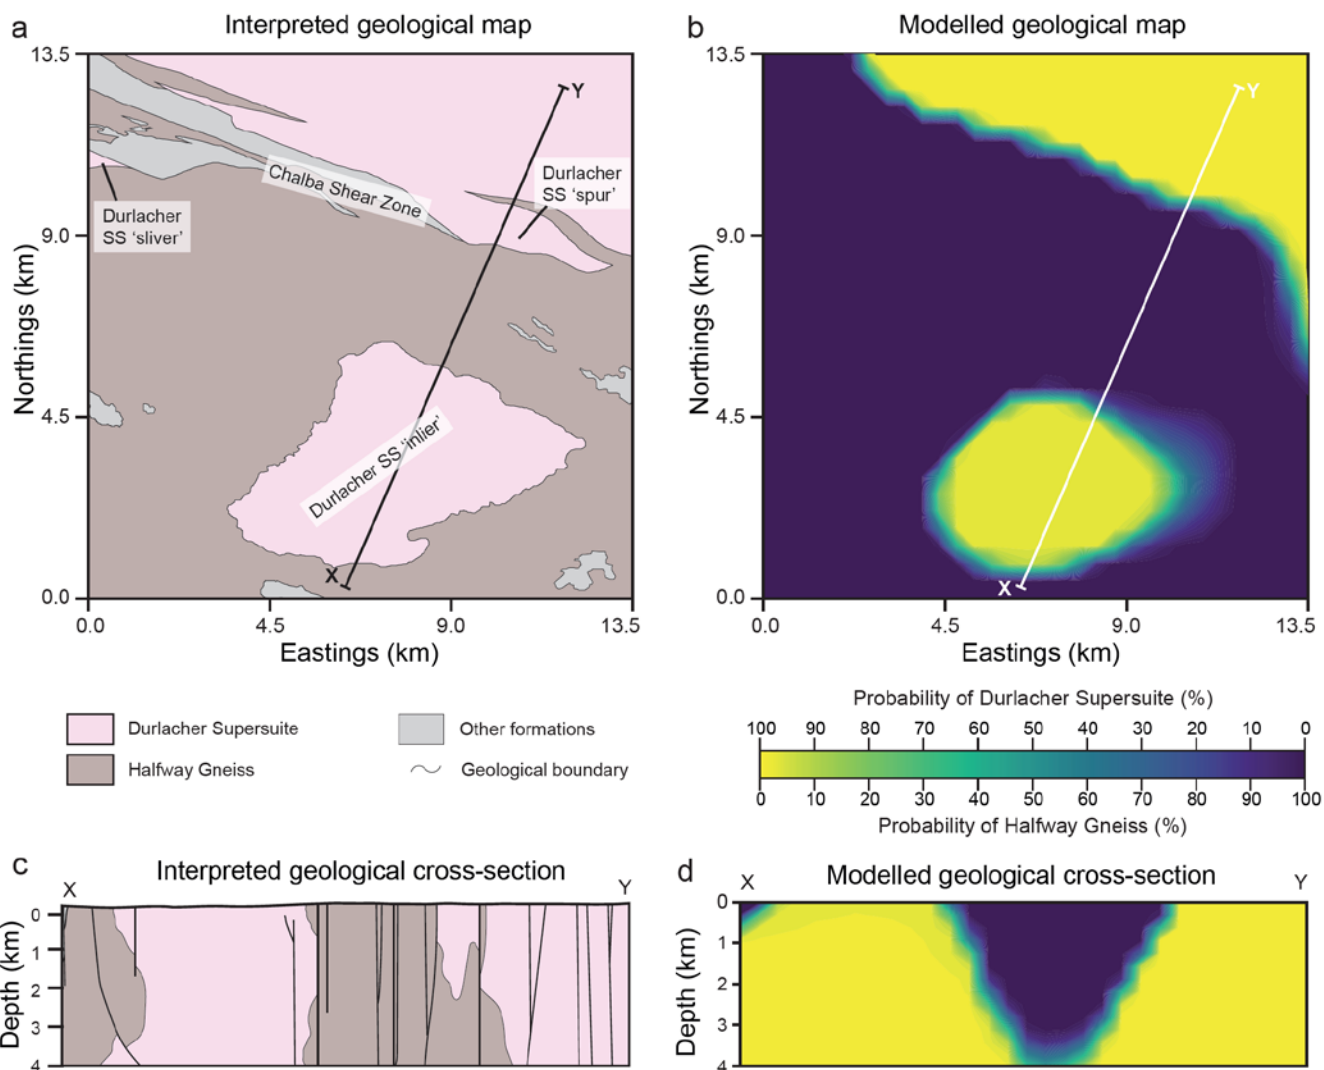 a
Interpreted geological map
13.5
9.0
4.5
0.0
Northings (km)
0.0
4.5
9.0
13.5
Eastings (km)
Y
X
Durlacher
SS 'spur'
Chalba Shear Zone
Durlacher
SS 'sliver'
Durlacher SS 'inlier'
b
Modelled geological map
13.5
9.0
4.5
0.0
Northings (km)
0.0
4.5
9.0
13.5
Eastings (km)
Y
X
Durlacher Supersuite
Halfway Gneiss
Other formations
Geological boundary
Probability of Durlacher Supersuite (%)
100 90 80 70 60 50 40 30 20 10 0
0 10 20 30 40 50 60 70 80 90 100
Probability of Halfway Gneiss (%)
c
Interpreted geological cross-section
X
Y
Depth (km)
0
1
2
3
4
d
Modelled geological cross-section
X
Y
Depth (km)
0
1
2
3
4